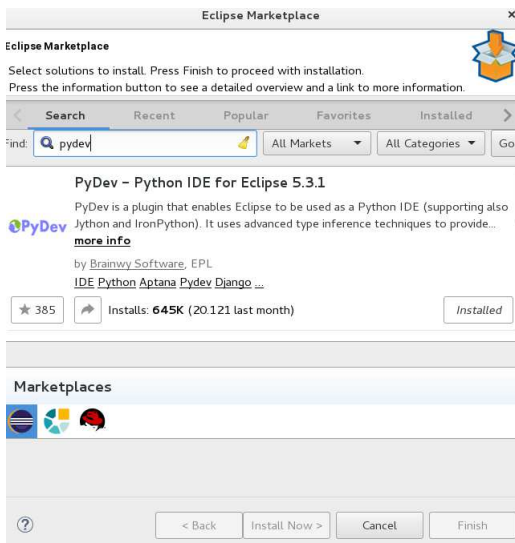 Eclipse Marketplace ×
Eclipse Marketplace
Select solutions to install. Press Finish to proceed with installation.
Press the information button to see a detailed overview and a link to more information.
Search Recent Popular Favorites Installed
Find: pydev All Markets All Categories Go
PyDev – Python IDE for Eclipse 5.3.1
PyDev is a plugin that enables Eclipse to be used as a Python IDE (supporting also
PyDev Jython and IronPython). It uses advanced type inference techniques to provide...
more info
by Brainwy Software, EPL
IDE Python Aptana Pydev Django ...
★ 385 Installs: 645K (20.121 last month) Installed
Marketplaces
? < Back Install Now > Cancel Finish